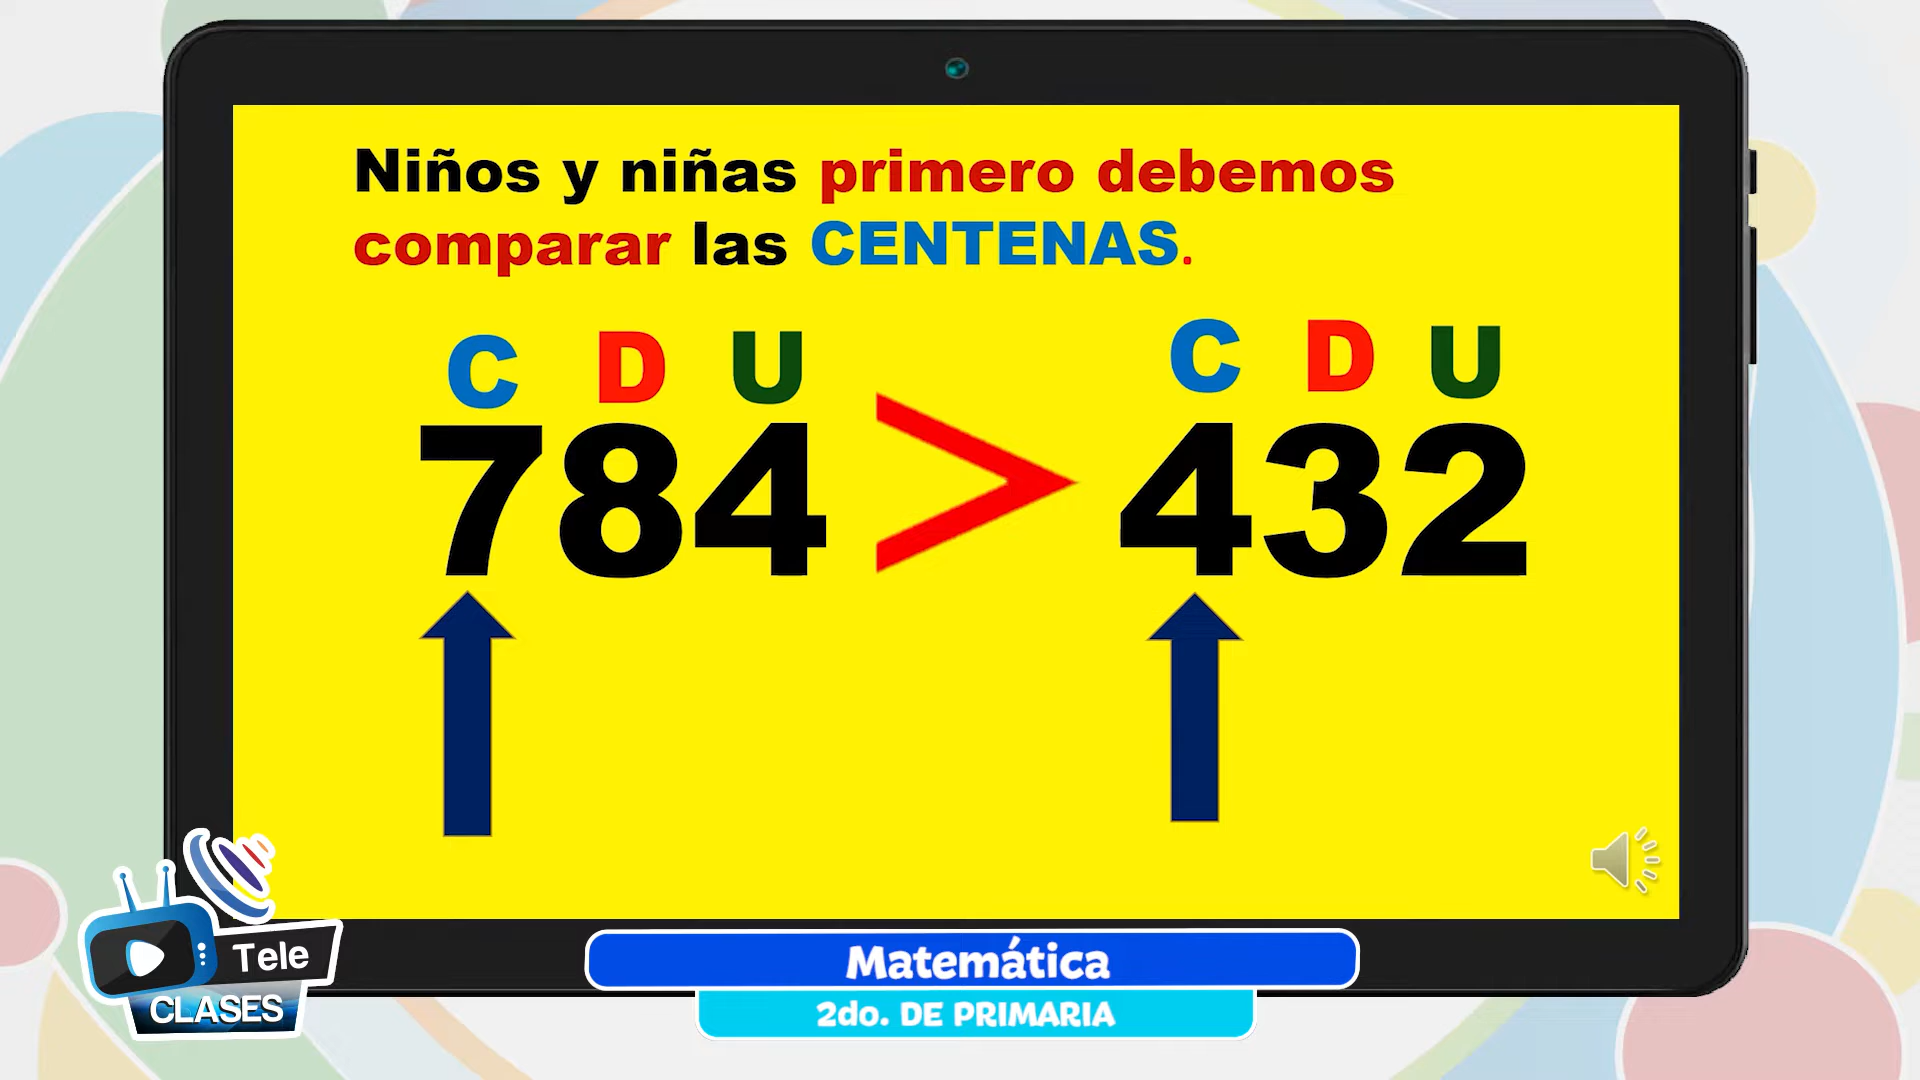 Niños y niñas primero debemos
comparar las CENTENAS.
C D U C D U
784 > 432
Tele
CLASES
Matemática
2do. DE PRIMARIA